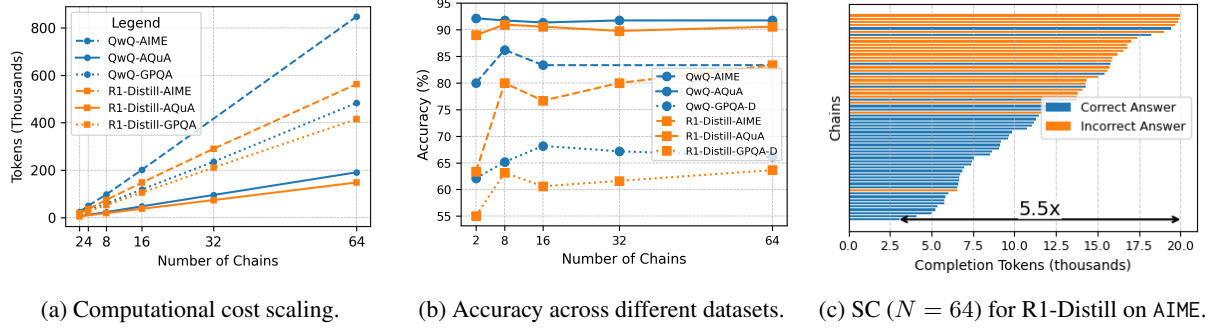 Legend
QwQ-AIME
QwQ-AQuA
QwQ-GPQA
R1-Distill-AIME
R1-Distill-AQuA
R1-Distill-GPQA
Tokens (Thousands)
800
600
400
200
0
2 4 8 16 32 64
Number of Chains
(a) Computational cost scaling.
95
90
85
80
75
70
65
60
55
Accuracy (%)
QwQ-AIME
QwQ-AQuA
QwQ-GPQA-D
R1-Distill-AIME
R1-Distill-AQuA
R1-Distill-GPQA-D
2 8 16 32 64
Number of Chains
(b) Accuracy across different datasets.
Chains
Correct Answer
Incorrect Answer
5.5x
0.0 2.5 5.0 7.5 10.0 12.5 15.0 17.5 20.0
Completion Tokens (thousands)
(c) SC (N = 64) for R1-Distill on AIME.